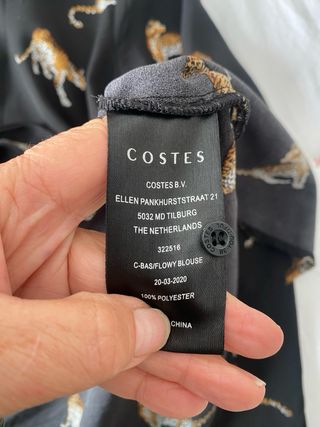 COSTES
COSTES B.V.
ELLEN PANKHURSTSTRAAT 21
5032 MD TILBURG
THE NETHERLANDS
322516
C-BAS/FLOWY BLOUSE
20-03-2020
100% POLYESTER
CHINA